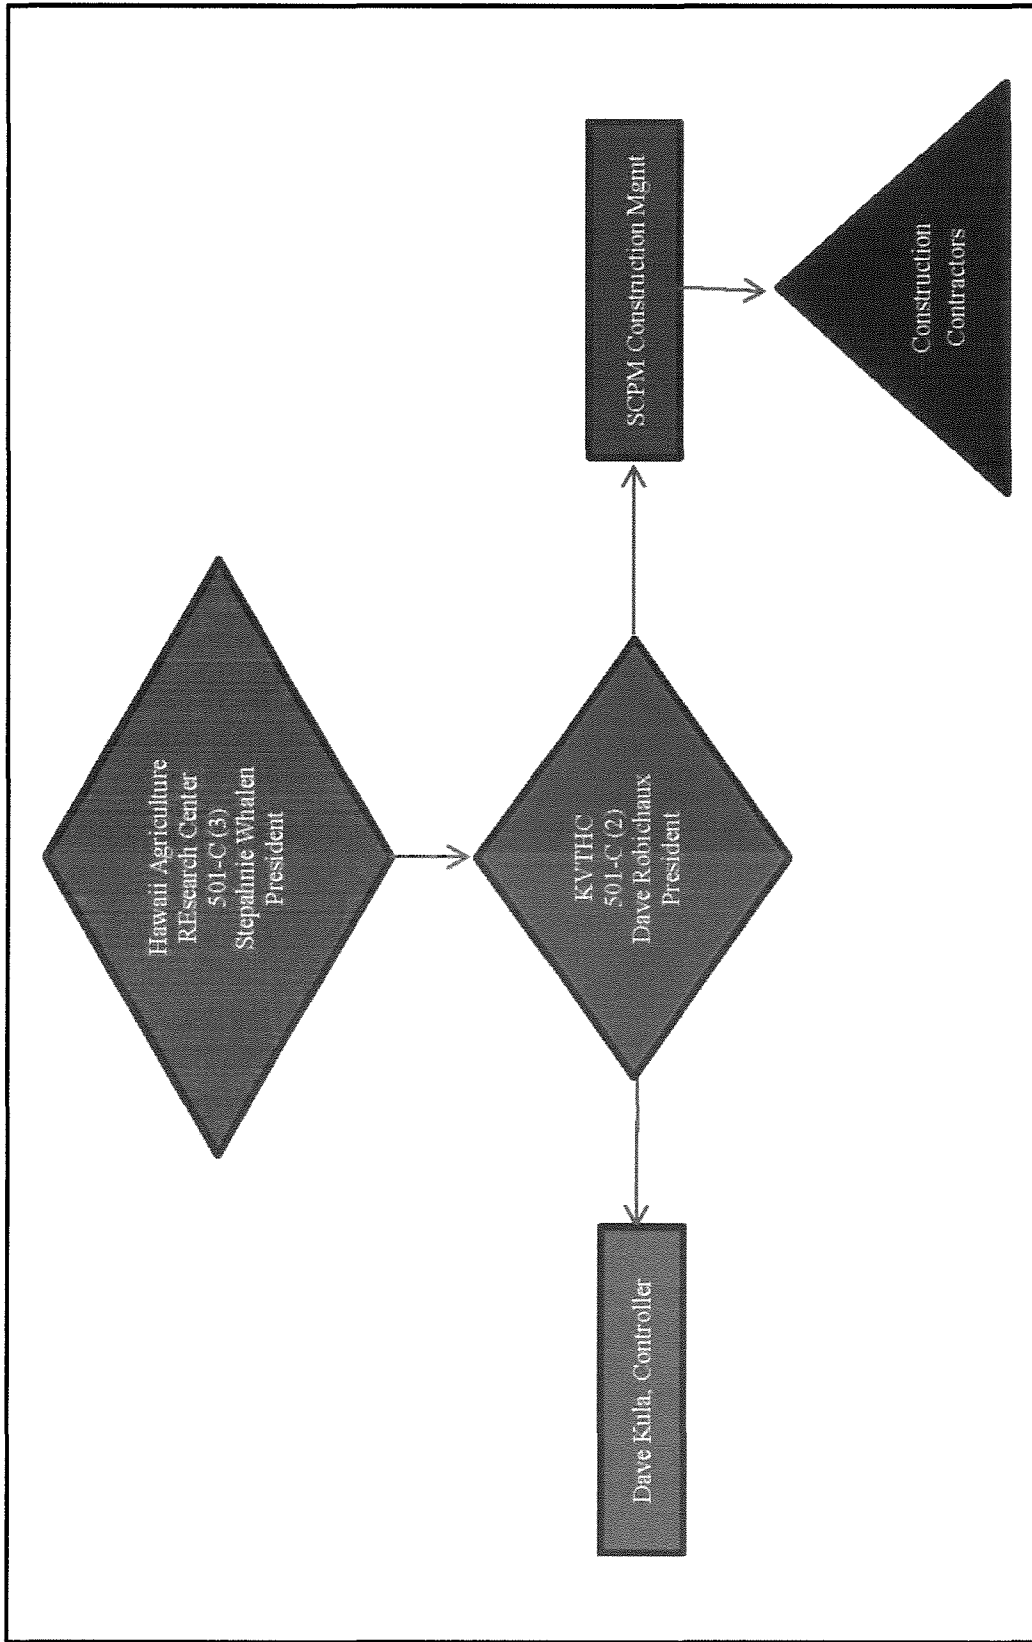 Hawaii Agriculture
REsearch Center
501-C (3)
Stepahnie Whalen
President
KVTHC
501-C (2)
Dave Robichaux
President
Dave Kula, Controller
SCPM Construction Mgmt
Construction
Contractors